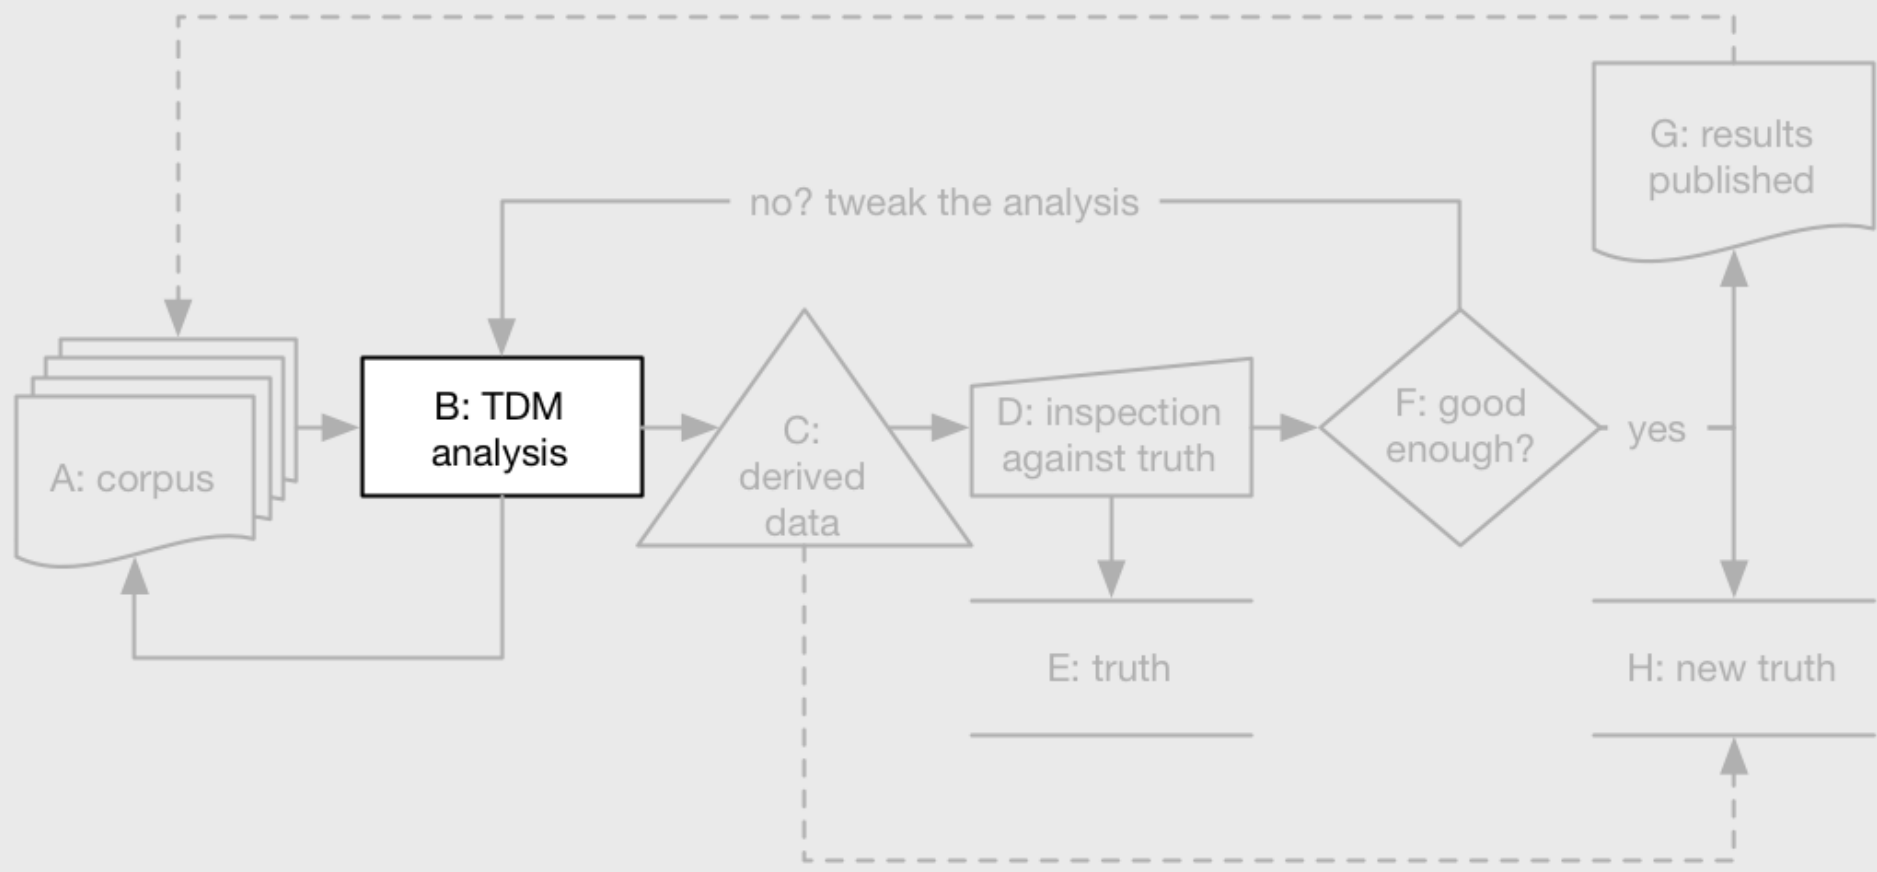 G: results
published
no? tweak the analysis
A: corpus
B: TDM
analysis
C:
derived
data
D: inspection
against truth
F: good
enough?
yes
E: truth
H: new truth